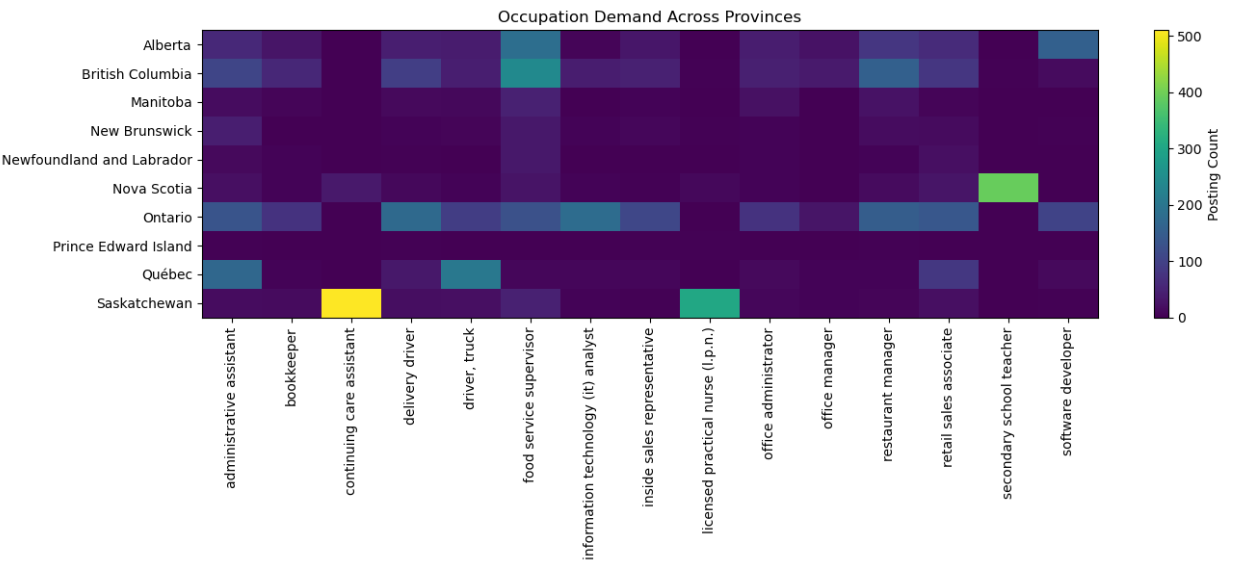 Occupation Demand Across Provinces
Alberta
British Columbia
Manitoba
New Brunswick
Newfoundland and Labrador
Nova Scotia
Ontario
Prince Edward Island
Québec
Saskatchewan
administrative assistant
bookkeeper
continuing care assistant
delivery driver
driver, truck
food service supervisor
information technology (it) analyst
inside sales representative
licensed practical nurse (l.p.n.)
office administrator
office manager
restaurant manager
retail sales associate
secondary school teacher
software developer
500
400
300
200
100
0
Posting Count